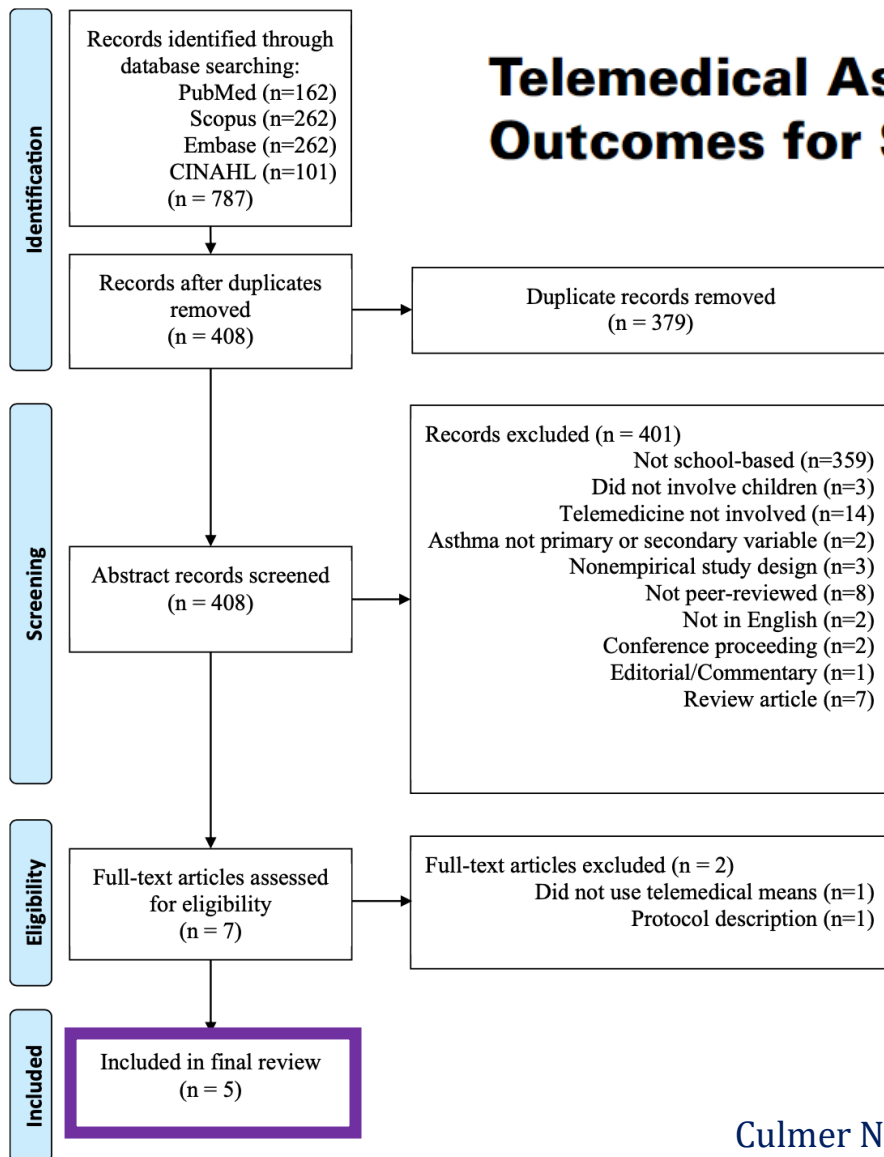 Telemedical As
Outcomes for S
Identification
Records identified through
database searching:
PubMed (n=162)
Scopus (n=262)
Embase (n=262)
CINAHL (n=101)
(n = 787)
Records after duplicates
removed
(n = 408)
Duplicate records removed
(n = 379)
Screening
Abstract records screened
(n = 408)
Records excluded (n = 401)
Not school-based (n=359)
Did not involve children (n=3)
Telemedicine not involved (n=14)
Asthma not primary or secondary variable (n=2)
Nonempirical study design (n=3)
Not peer-reviewed (n=8)
Not in English (n=2)
Conference proceeding (n=2)
Editorial/Commentary (n=1)
Review article (n=7)
Eligibility
Full-text articles assessed
for eligibility
(n = 7)
Full-text articles excluded (n = 2)
Did not use telemedical means (n=1)
Protocol description (n=1)
Included
Included in final review
(n = 5)
Culmer N